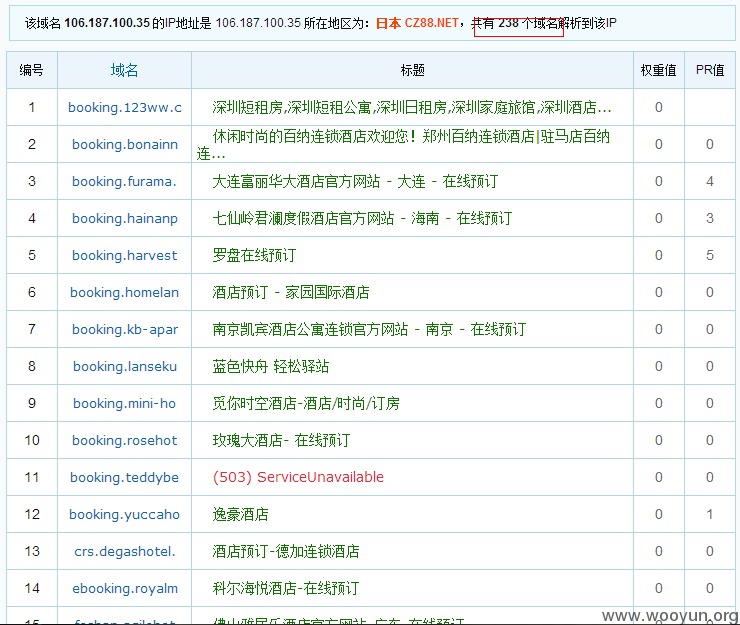 该域名 106.187.100.35 的IP地址是 106.187.100.35 所在地区为：日本 CZ88.NET，共有 238 个域名解析到该IP
编号 域名 标题 权重值 PR值
1 booking.123ww.c 深圳短租房,深圳短租公寓,深圳日租房,深圳家庭旅馆,深圳酒店... 0
2 booking.bonainn 休闲时尚的百纳连锁酒店欢迎您！郑州百纳连锁酒店|驻马店百纳连... 0 0
3 booking.furama. 大连富丽华大酒店官方网站 - 大连 - 在线预订 0 4
4 booking.hainanp 七仙岭君澜度假酒店官方网站 - 海南 - 在线预订 0 3
5 booking.harvest 罗盘在线预订 0 5
6 booking.homelan 酒店预订 - 家园国际酒店 0 0
7 booking.kb-apar 南京凯宾酒店公寓连锁官方网站 - 南京 - 在线预订 0 0
8 booking.lanseku 蓝色快舟 轻松驿站 0 0
9 booking.mini-ho 觅你时空酒店-酒店/时尚/订房 0 0
10 booking.rosehot 玫瑰大酒店- 在线预订 0 0
11 booking.teddybe (503) ServiceUnavailable 0 0
12 booking.yuccaho 逸豪酒店 0 1
13 crs.degashotel. 酒店预订-德加连锁酒店 0 0
14 ebooking.royalm 科尔海悦酒店-在线预订 0 0
www.wooyun.org